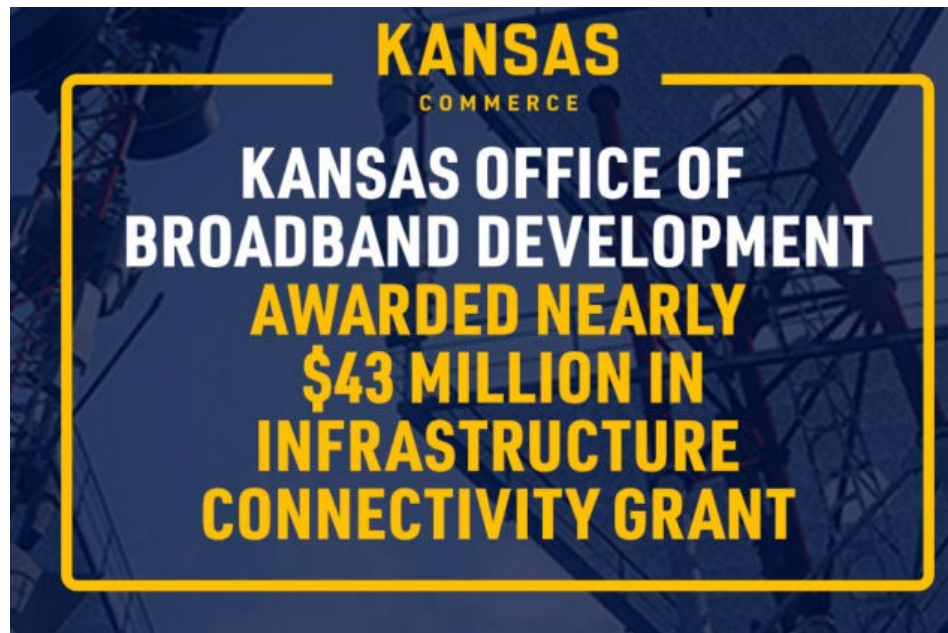 KANSAS
COMMERCE
KANSAS OFFICE OF
BROADBAND DEVELOPMENT
AWARDED NEARLY
$43 MILLION IN
INFRASTRUCTURE
CONNECTIVITY GRANT